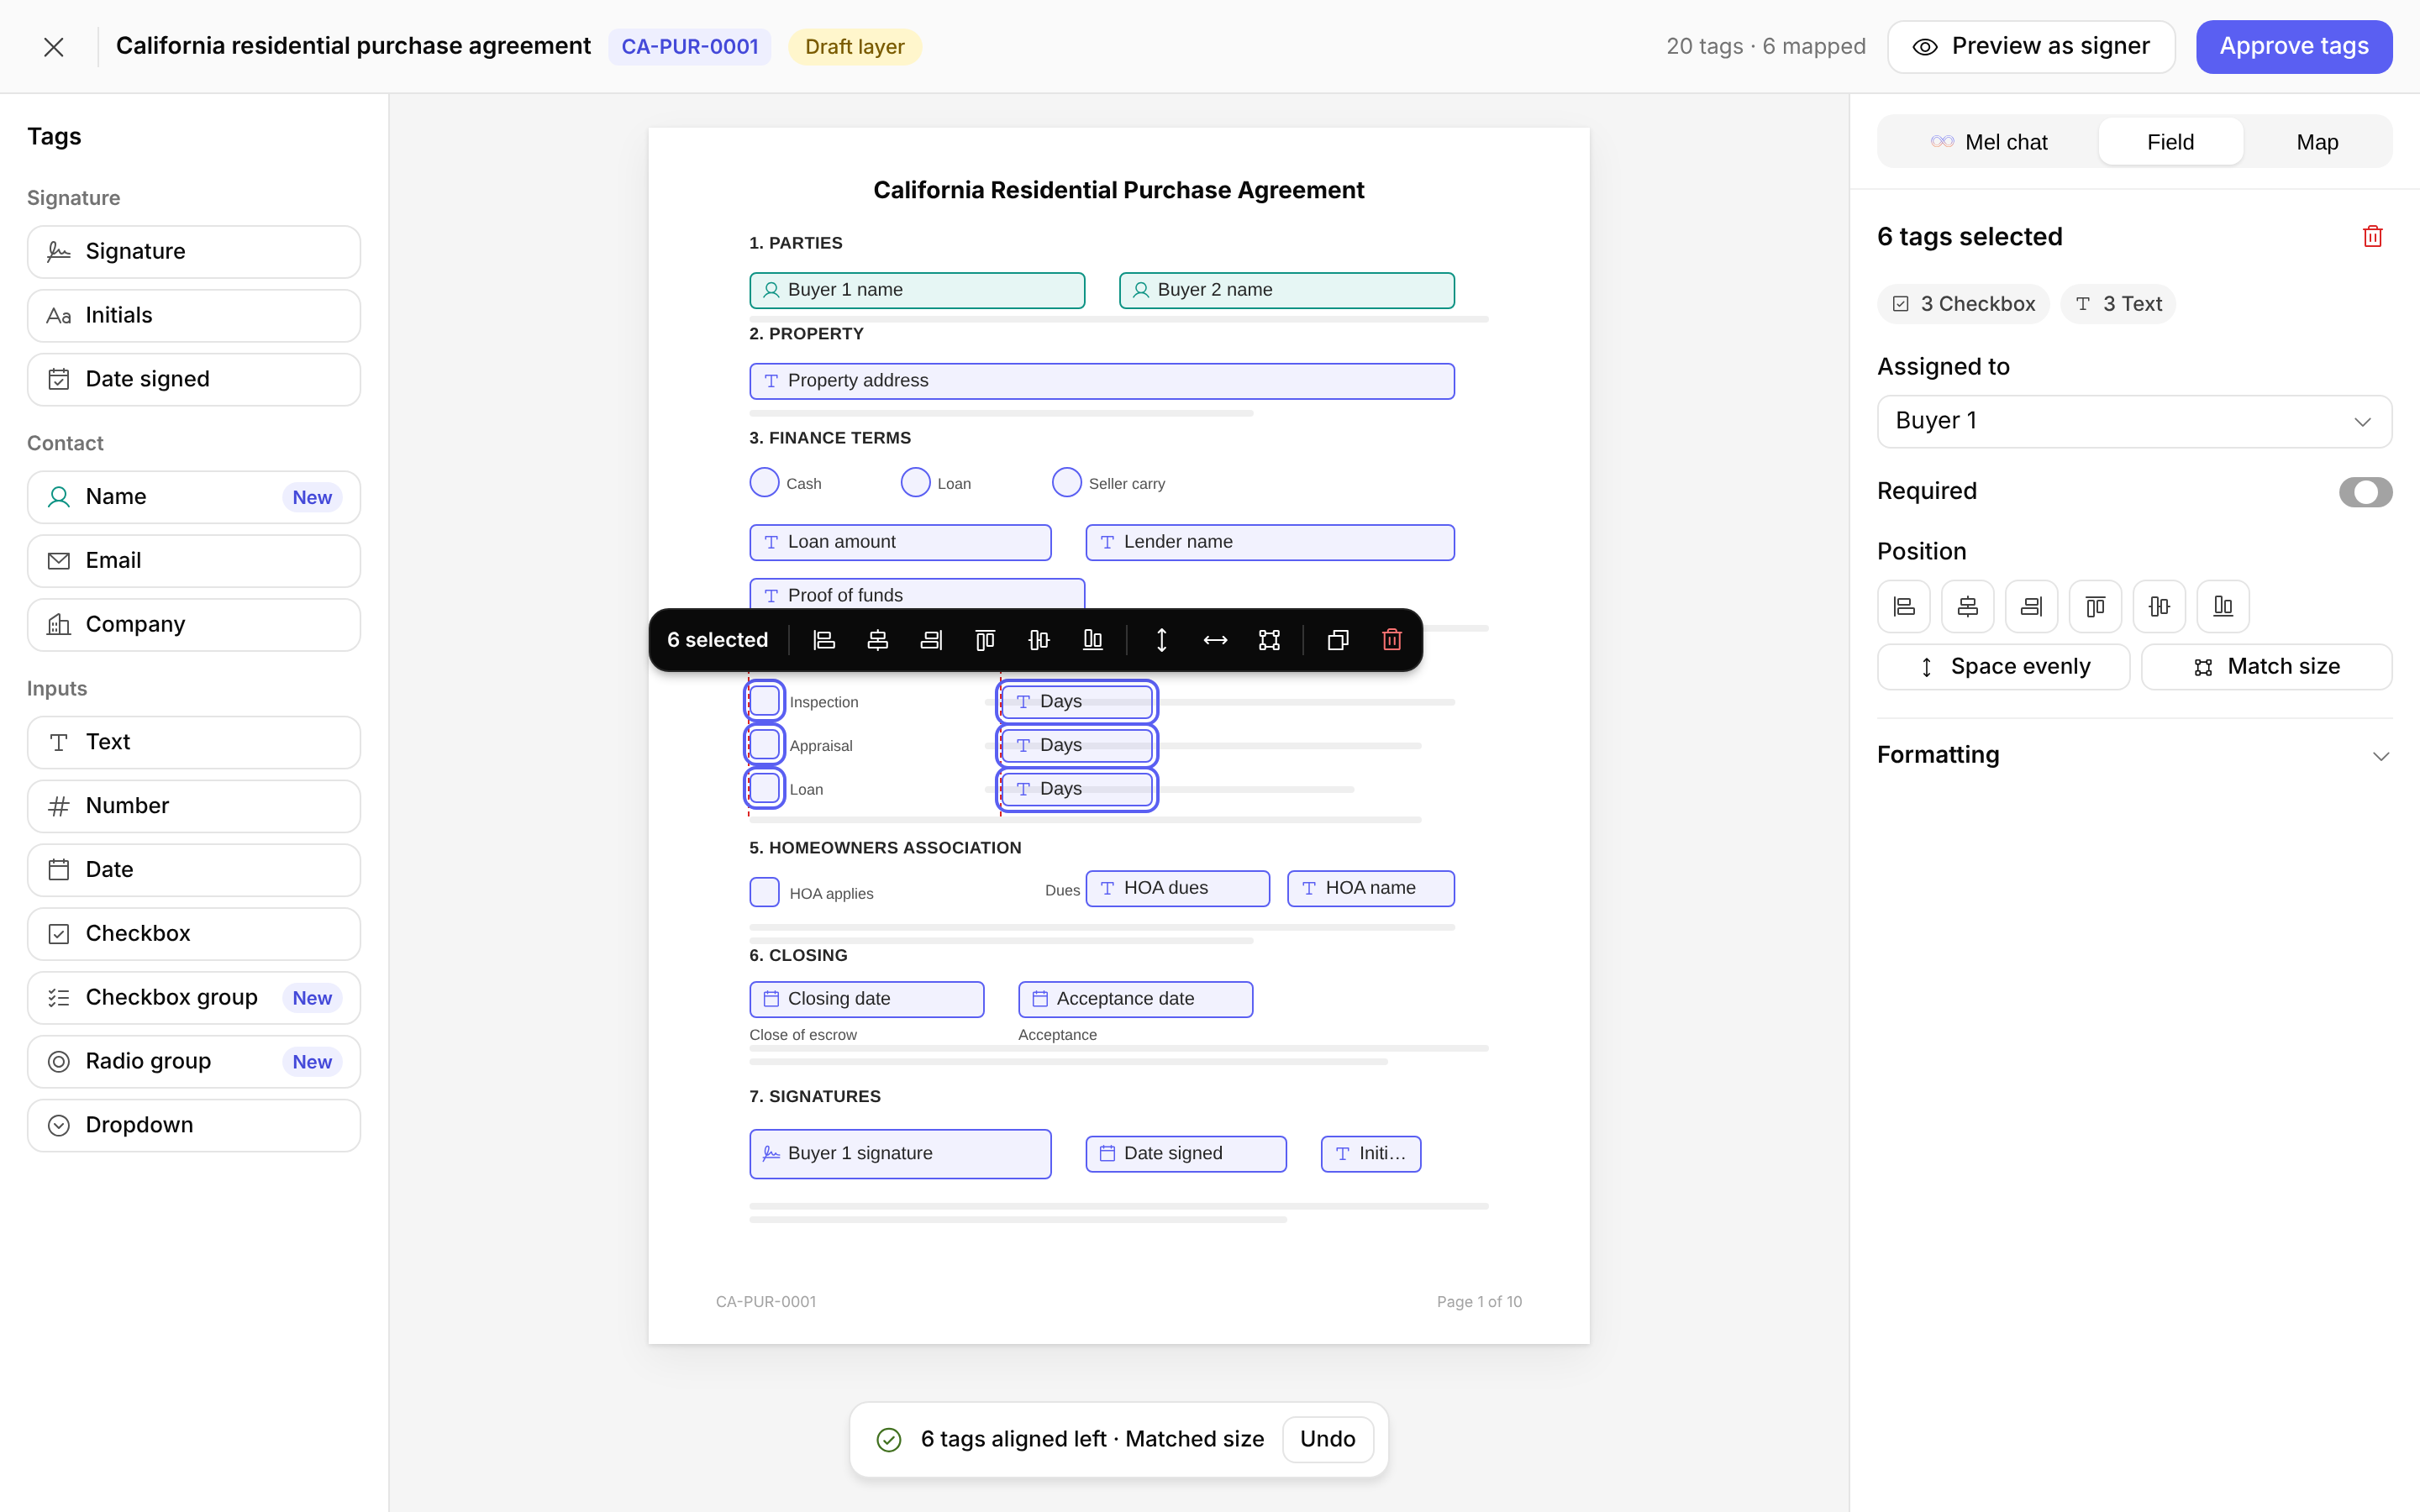 California residential purchase agreement
CA-PUR-0001
Draft layer
20 tags · 6 mapped
Preview as signer
Approve tags
Tags
Signature
Signature
Initials
Date signed
Contact
Name New
Email
Company
Inputs
Text
Number
Date
Checkbox
Checkbox group New
Radio group New
Dropdown
California Residential Purchase Agreement
1. PARTIES
Buyer 1 name
Buyer 2 name
2. PROPERTY
Property address
3. FINANCE TERMS
Cash
Loan
Seller carry
Loan amount
Lender name
Proof of funds
6 selected
Inspection
Days
Appraisal
Days
Loan
Days
5. HOMEOWNERS ASSOCIATION
HOA applies
Dues
HOA dues
HOA name
6. CLOSING
Closing date
Acceptance date
Close of escrow
Acceptance
7. SIGNATURES
Buyer 1 signature
Date signed
Initi...
CA-PUR-0001
Page 1 of 10
6 tags aligned left · Matched size
Undo
Mel chat
Field
Map
6 tags selected
3 Checkbox
3 Text
Assigned to
Buyer 1
Required
Position
Space evenly
Match size
Formatting